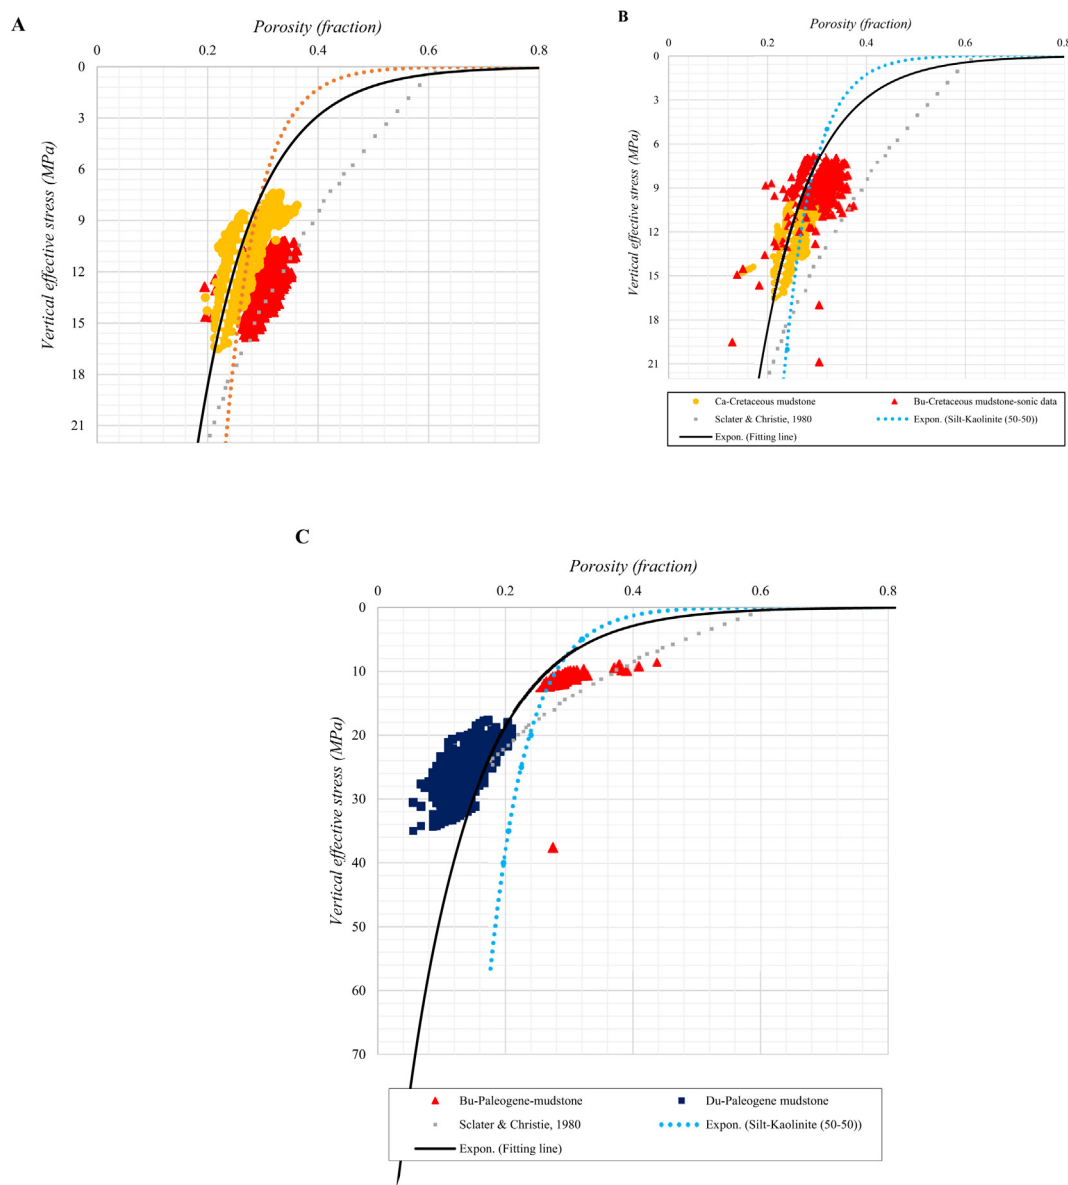 A
Porosity (fraction)
0 0.2 0.4 0.6 0.8
0
3
6
9
12
15
18
21
Vertical effective stress (MPa)
B
Porosity (fraction)
0 0.2 0.4 0.6 0.8
0
3
6
9
12
15
18
21
Vertical effective stress (MPa)
Ca-Cretaceous mudstone
Bu-Cretaceous mudstone-sonic data
Sclater & Christie, 1980
Expon. (Silt-Kaolinite (50-50))
Expon. (Fitting line)
C
Porosity (fraction)
0 0.2 0.4 0.6 0.8
0
10
20
30
40
50
60
70
Vertical effective stress (MPa)
Bu-Paleogene-mudstone
Du-Paleogene mudstone
Sclater & Christie, 1980
Expon. (Silt-Kaolinite (50-50))
Expon. (Fitting line)